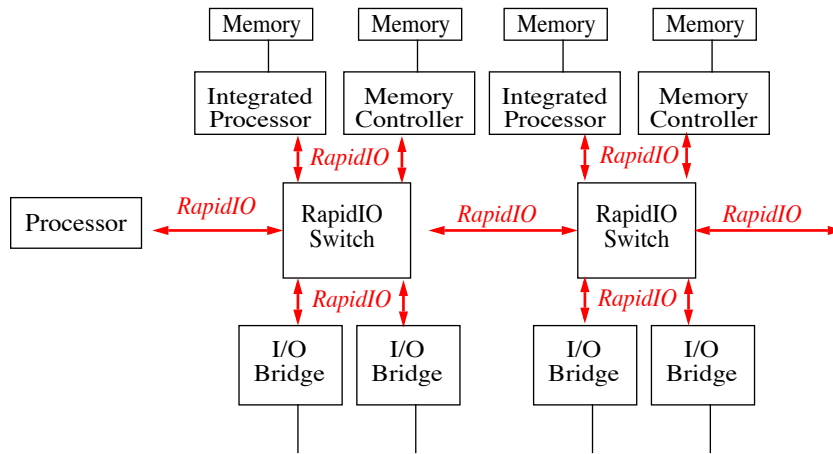 Memory
Memory
Memory
Memory
Integrated
Processor
Memory
Controller
Integrated
Processor
Memory
Controller
RapidIO
RapidIO
Processor
RapidIO
RapidIO
Switch
RapidIO
RapidIO
Switch
RapidIO
RapidIO
RapidIO
I/O
Bridge
I/O
Bridge
I/O
Bridge
I/O
Bridge